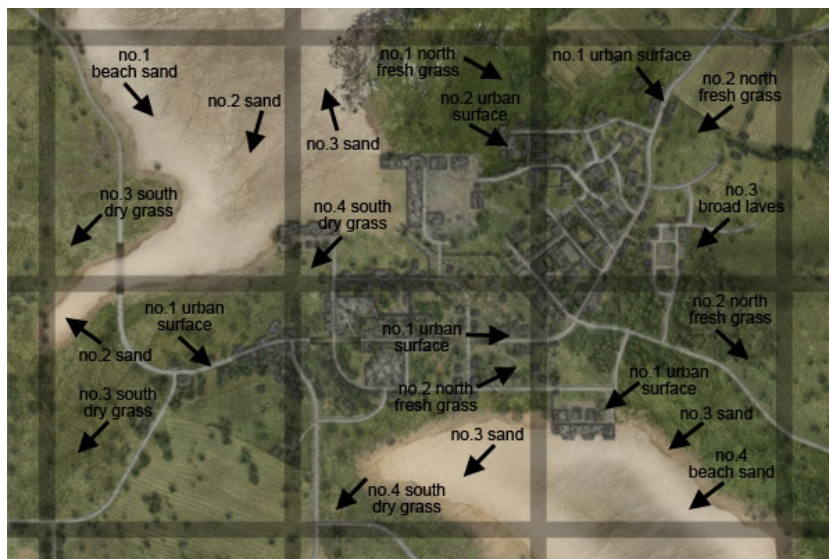 no.1
beach sand
no.2 sand
no.3 sand
no.1 north
fresh grass
no.2 urban
surface
no.1 urban surface
no.2 north
fresh grass
no.3 south
dry grass
no.4 south
dry grass
no.3
broad laves
no.2 sand
no.1 urban
surface
no.1 urban
surface
no.2 north
fresh grass
no.2 north
fresh grass
no.1 urban
surface
no.3 south
dry grass
no.3 sand
no.3 sand
no.4
beach sand
no.4 south
dry grass